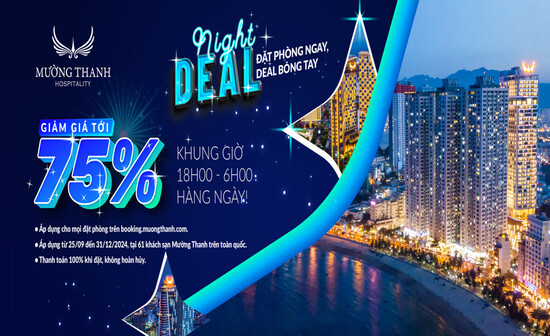 MƯỜNG THANH
HOSPITALITY
Night
DEAL
ĐẶT PHÒNG NGAY,
DEAL BỎNG TAY
GIẢM GIÁ TỚI
75%
KHUNG GIỜ
18H00 - 6H00
HÀNG NGÀY!
• Áp dụng cho mọi đặt phòng trên booking.muongthanh.com.
• Áp dụng từ 25/09 đến 31/12/2024, tại 61 khách sạn Mường Thanh trên toàn quốc.
• Thanh toán 100% khi đặt, không hoàn hủy.